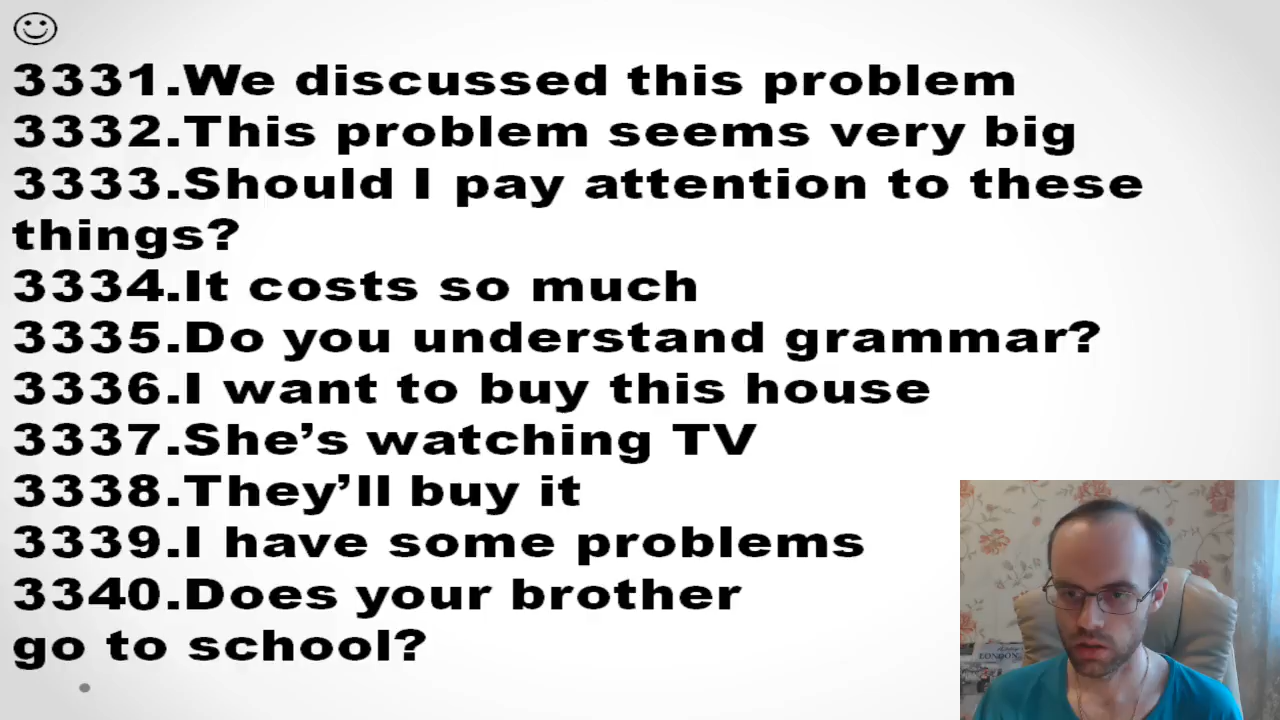 3331.We discussed this problem
3332.This problem seems very big
3333.Should I pay attention to these
things?
3334.It costs so much
3335.Do you understand grammar?
3336.I want to buy this house
3337.She’s watching TV
3338.They’ll buy it
3339.I have some problems
3340.Does your brother
go to school?
LONDON